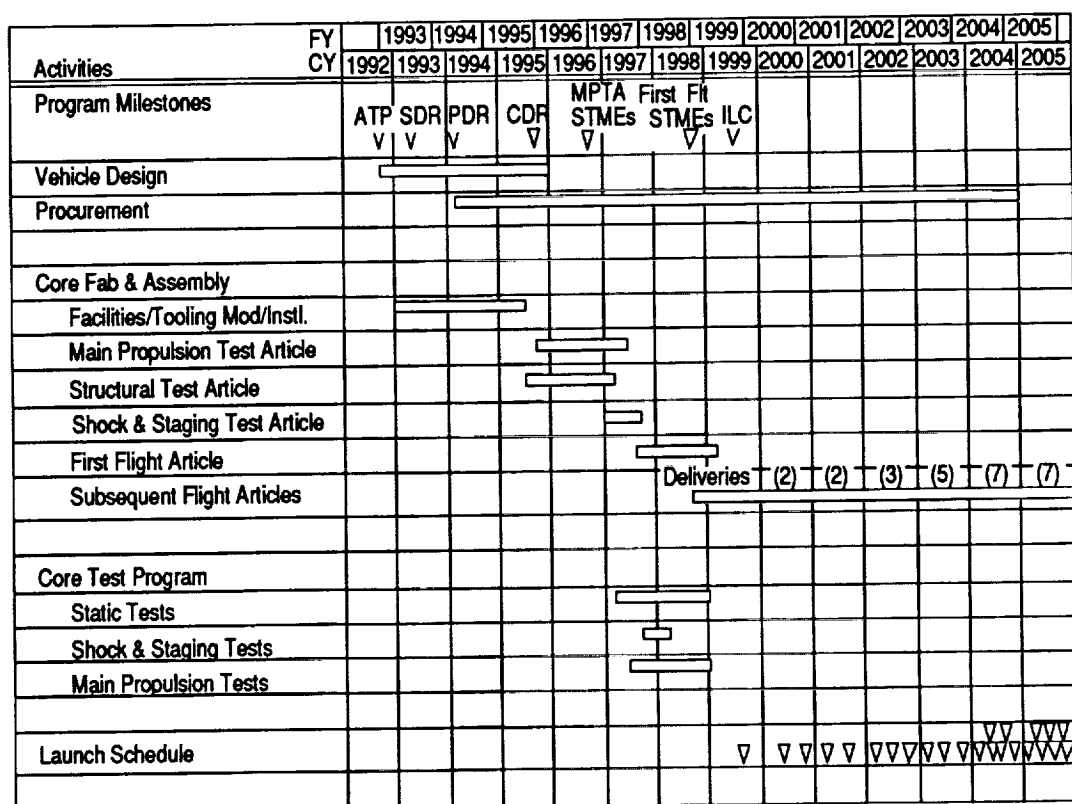 FY 1993 1994 1995 1996 1997 1998 1999 2000 2001 2002 2003 2004 2005
Activities CY 1992 1993 1994 1995 1996 1997 1998 1999 2000 2001 2002 2003 2004 2005
Program Milestones
MPTA First Flt
ATP SDR PDR CDR STMEs STMEs ILC
Vehicle Design
Procurement
Core Fab & Assembly
Facilities/Tooling Mod/Instl.
Main Propulsion Test Article
Structural Test Article
Shock & Staging Test Article
First Flight Article
Deliveries (2) (2) (3) (5) (7) (7)
Subsequent Flight Articles
Core Test Program
Static Tests
Shock & Staging Tests
Main Propulsion Tests
Launch Schedule